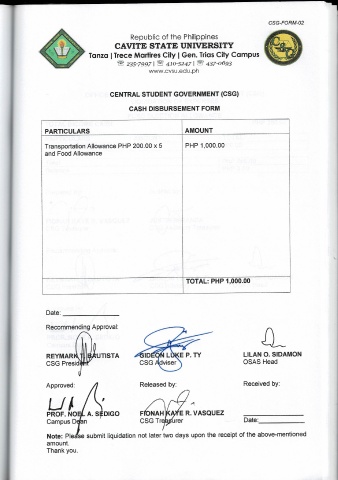 CSG-FORM-02
Republic of the Philippines
CAVITE STATE UNIVERSITY
Tanza | Trece Martires City | Gen. Trias City Campus
☏ 235-7997 | ☏ 410-5247 | ☏ 437-0693
www.cvsu.edu.ph
CENTRAL STUDENT GOVERNMENT (CSG)
CASH DISBURSEMENT FORM
PARTICULARS AMOUNT
Transportation Allowance PHP 200.00 x 5 PHP 1,000.00
and Food Allowance
TOTAL: PHP 1,000.00
Date: ______________
Recommending Approval:
REYMARK T. BAUTISTA GIDEON LUKE P. TY LILAN O. SIDAMON
CSG President CSG Adviser OSAS Head
Approved: Released by: Received by:
PROF. NOEL A. SEDIGO FIONAH KAYE R. VASQUEZ ______________
Campus Dean CSG Treasurer Date:______________
Note: Please submit liquidation not later two days upon the receipt of the above-mentioned
amount.
Thank you.